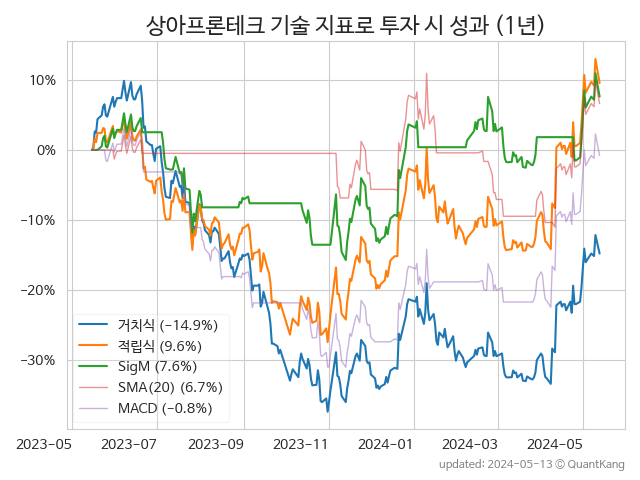 상아프론테크 기술 지표로 투자 시 성과 (1년)
10%
0%
−10%
−20%
−30%
거치식 (−14.9%)
적립식 (9.6%)
SigM (7.6%)
SMA(20) (6.7%)
MACD (−0.8%)
2023-05 2023-07 2023-09 2023-11 2024-01 2024-03 2024-05
updated: 2024-05-13 ⓒ QuantKang